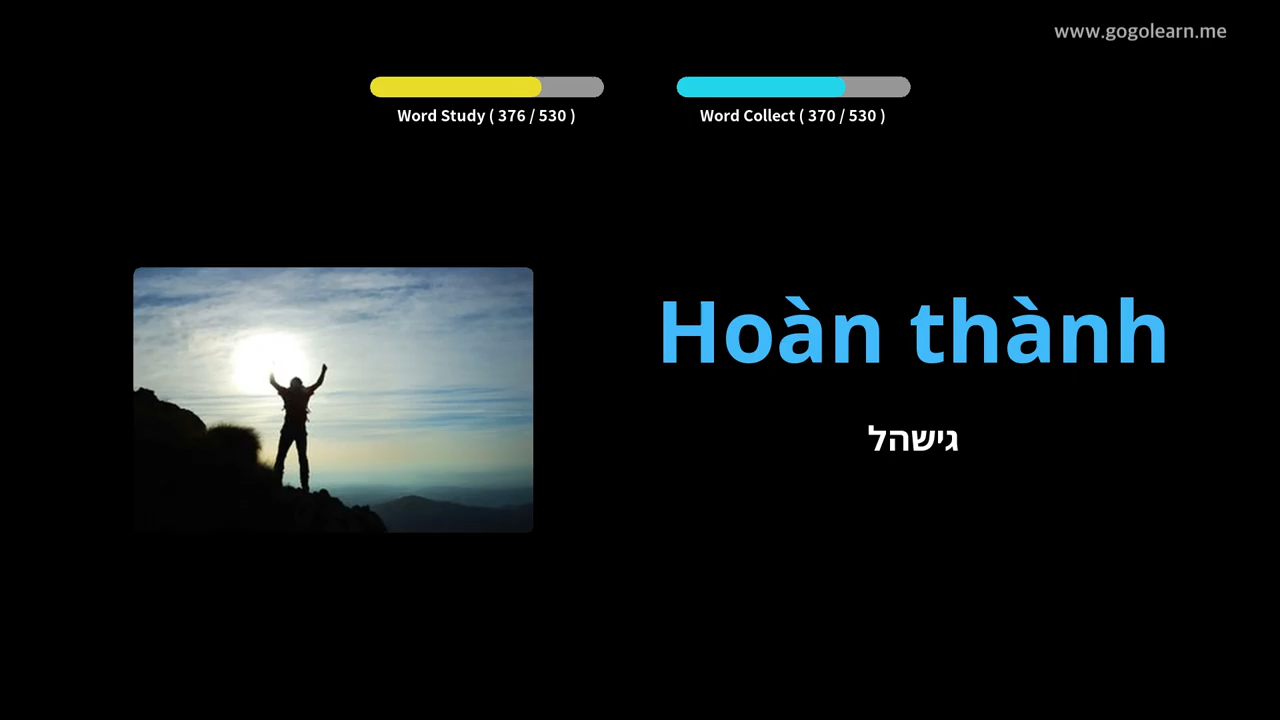 www.gogolearn.me
Word Study ( 376 / 530 )
Word Collect ( 370 / 530 )
Hoàn thành
גישהל